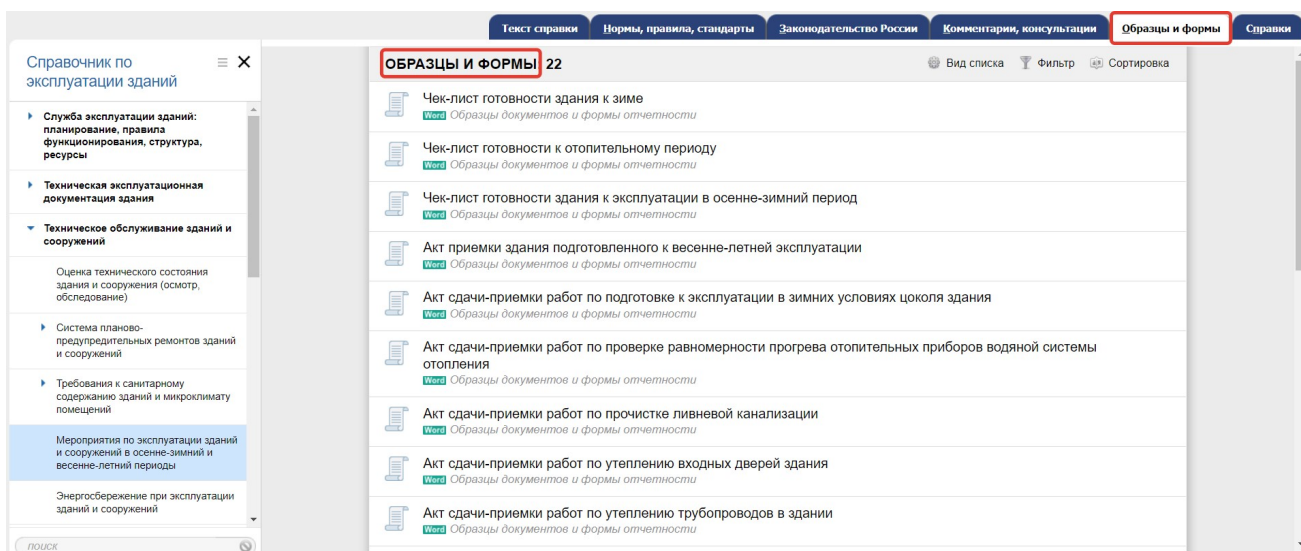 Текст справки
Нормы, правила, стандарты
Законодательство России
Комментарии, консультации
Образцы и формы
Справки
Справочник по
эксплуатации зданий
Служба эксплуатации зданий:
планирование, правила
функционирования, структура,
ресурсы
Техническая эксплуатационная
документация здания
Техническое обслуживание зданий и
сооружений
Оценка технического состояния
здания и сооружения (осмотр,
обследование)
Система планово-
предупредительных ремонтов зданий
и сооружений
Требования к санитарному
содержанию зданий и микроклимату
помещений
Мероприятия по эксплуатации зданий
и сооружений в осенне-зимний и
весенне-летний периоды
Энергосбережение при эксплуатации
зданий и сооружений
поиск
ОБРАЗЦЫ И ФОРМЫ 22
Вид списка
Фильтр
Сортировка
Чек-лист готовности здания к зиме
Word Образцы документов и формы отчетности
Чек-лист готовности к отопительному периоду
Word Образцы документов и формы отчетности
Чек-лист готовности здания к эксплуатации в осенне-зимний период
Word Образцы документов и формы отчетности
Акт приемки здания подготовленного к весенне-летней эксплуатации
Word Образцы документов и формы отчетности
Акт сдачи-приемки работ по подготовке к эксплуатации в зимних условиях цоколя здания
Word Образцы документов и формы отчетности
Акт сдачи-приемки работ по проверке равномерности прогрева отопительных приборов водяной системы
отопления
Word Образцы документов и формы отчетности
Акт сдачи-приемки работ по прочистке ливневой канализации
Word Образцы документов и формы отчетности
Акт сдачи-приемки работ по утеплению входных дверей здания
Word Образцы документов и формы отчетности
Акт сдачи-приемки работ по утеплению трубопроводов в здании
Word Образцы документов и формы отчетности